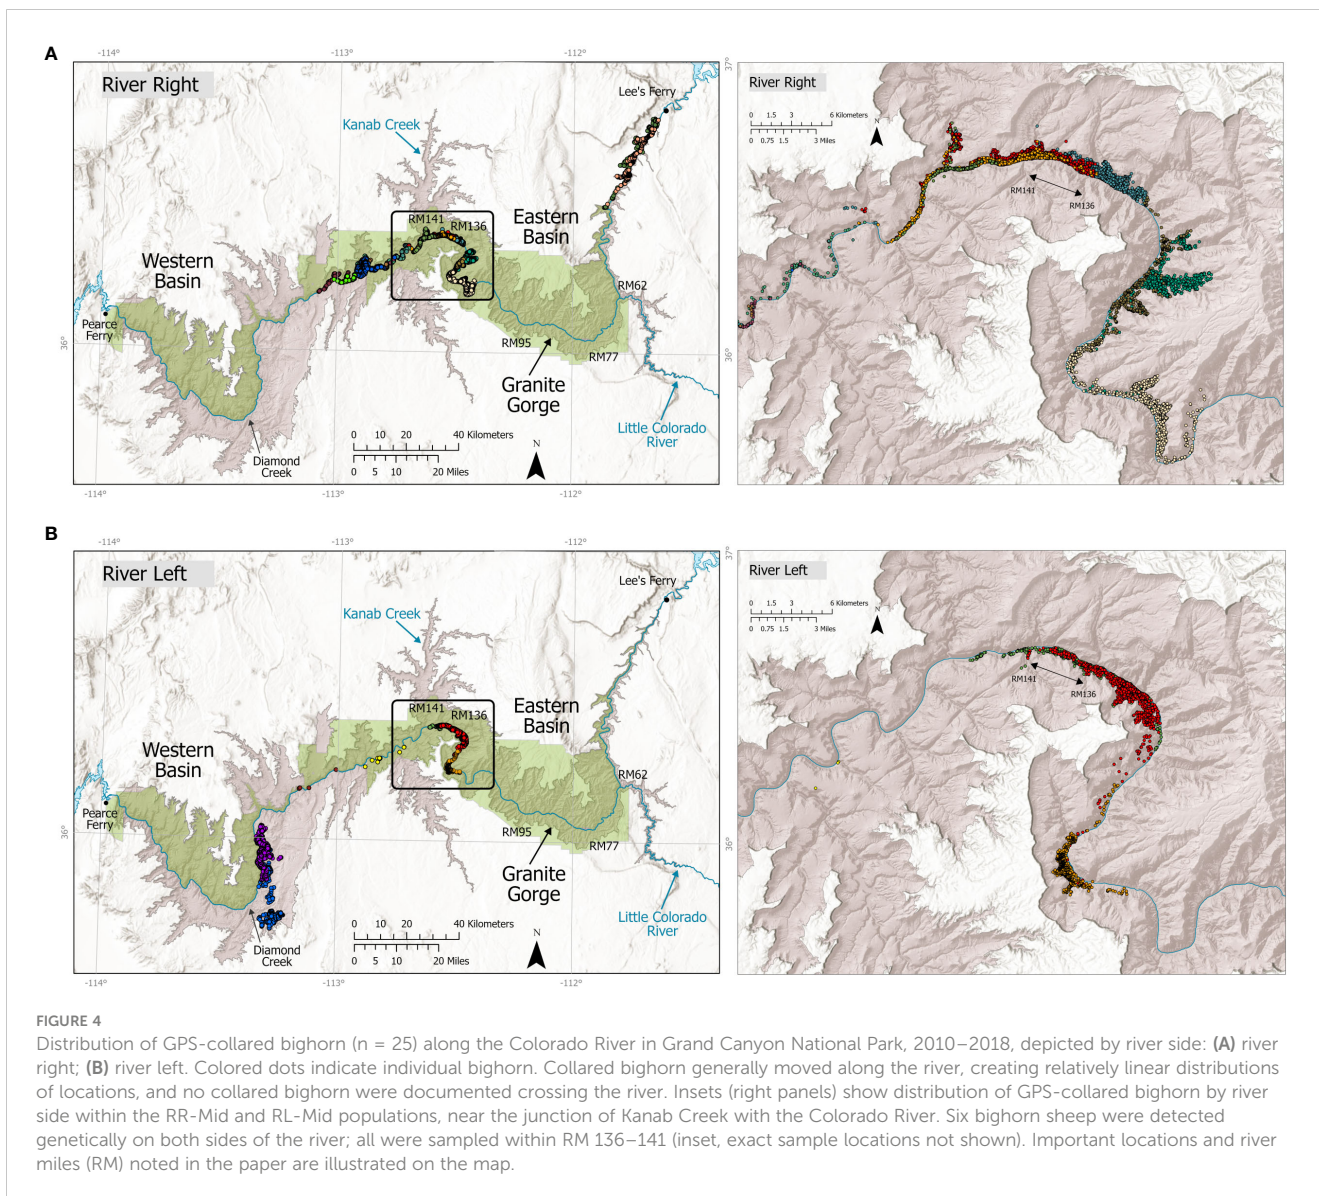 A
-114°
-113°
-112°
37°
36°
River Right
Lee's Ferry
Kanab Creek
RM141
RM136
Eastern
Basin
Western
Basin
RM62
Pearce
Ferry
RM95
RM77
Granite
Gorge
Diamond
Creek
Little Colorado
River
0 10 20 40 Kilometers
0 5 10 20 Miles
N
-114°
-113°
-112°
36°
River Right
0 1.5 3 6 Kilometers
0 0.75 1.5 3 Miles
N
RM141
RM136
B
-114°
-113°
-112°
37°
36°
River Left
Lee's Ferry
Kanab Creek
RM141
RM136
Eastern
Basin
Western
Basin
RM62
Pearce
Ferry
RM95
RM77
Granite
Gorge
Diamond
Creek
Little Colorado
River
0 10 20 40 Kilometers
0 5 10 20 Miles
N
-114°
-113°
-112°
36°
River Left
0 1.5 3 6 Kilometers
0 0.75 1.5 3 Miles
N
RM141
RM136
FIGURE 4
Distribution of GPS-collared bighorn (n = 25) along the Colorado River in Grand Canyon National Park, 2010–2018, depicted by river side: (A) river
right; (B) river left. Colored dots indicate individual bighorn. Collared bighorn generally moved along the river, creating relatively linear distributions
of locations, and no collared bighorn were documented crossing the river. Insets (right panels) show distribution of GPS-collared bighorn by river
side within the RR-Mid and RL-Mid populations, near the junction of Kanab Creek with the Colorado River. Six bighorn sheep were detected
genetically on both sides of the river; all were sampled within RM 136–141 (inset, exact sample locations not shown). Important locations and river
miles (RM) noted in the paper are illustrated on the map.